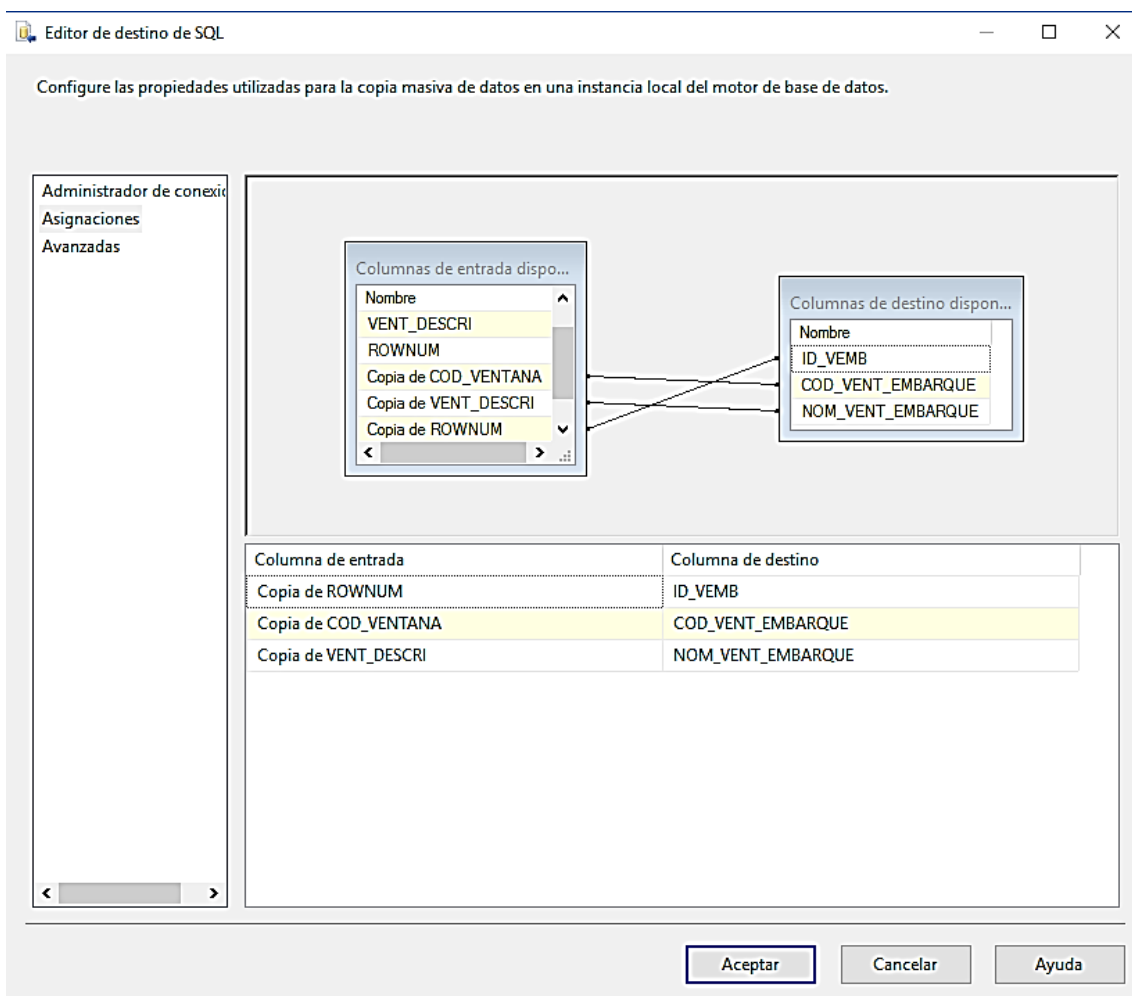 Editor de destino de SQL
Configure las propiedades utilizadas para la copia masiva de datos en una instancia local del motor de base de datos.
Administrador de conexic
Asignaciones
Avanzadas
Columnas de entrada dispo...
Nombre
VENT_DESCRI
ROWNUM
Copia de COD_VENTANA
Copia de VENT_DESCRI
Copia de ROWNUM
Columnas de destino dispon...
Nombre
ID_VEMB
COD_VENT_EMBARQUE
NOM_VENT_EMBARQUE
Columna de entrada Columna de destino
Copia de ROWNUM ID_VEMB
Copia de COD_VENTANA COD_VENT_EMBARQUE
Copia de VENT_DESCRI NOM_VENT_EMBARQUE
Aceptar Cancelar Ayuda